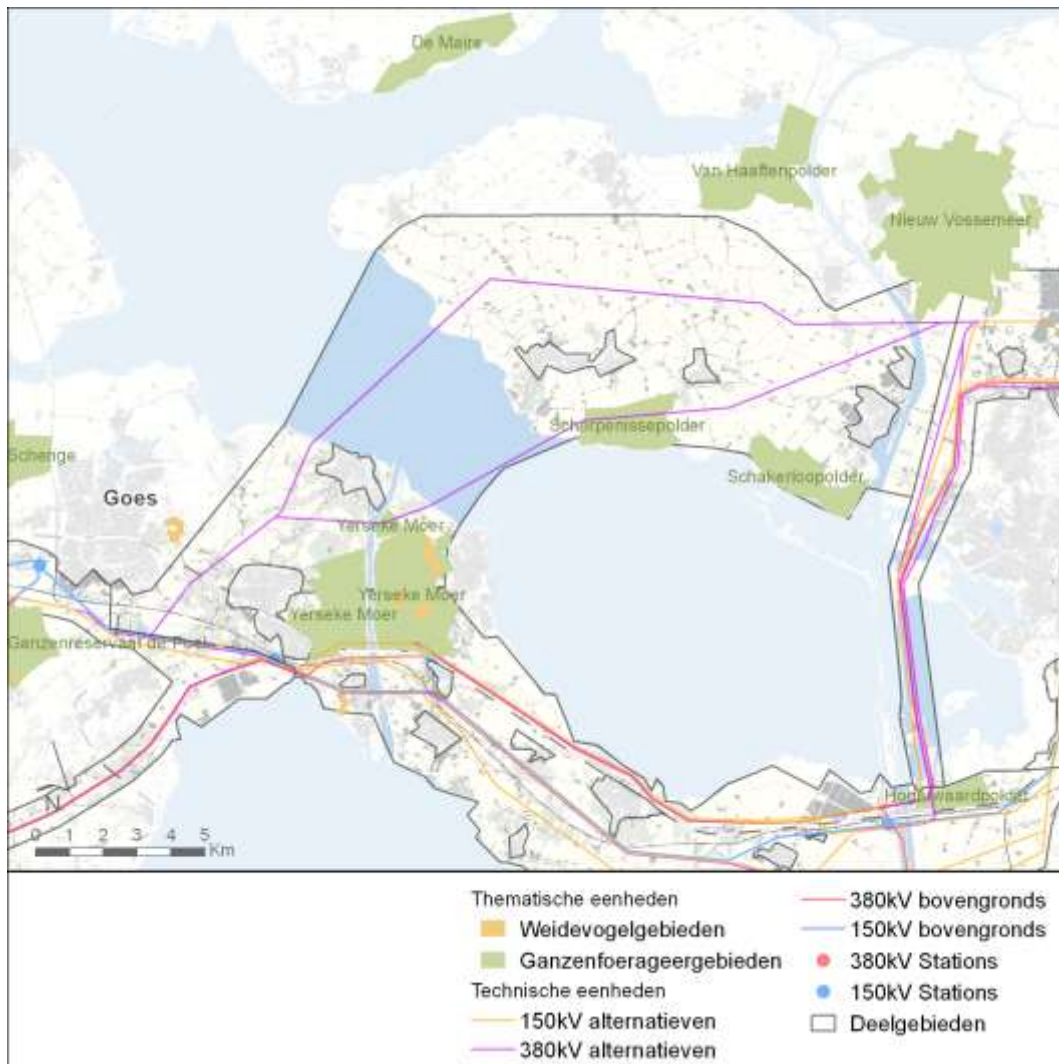 De Maire
Van Haaftenpolder
Nieuw Vossemeer
Scherpenissepolder
Schenge
Schakerloopolder
Goes
Yerseke Moer
Yerseke Moer
Yerseke Moer
Ganzenreservaat de Poel
Hogerwaardpolder
N
0 1 2 3 4 5
Km
Thematische eenheden
Weidevogelgebieden
Ganzenfoerageergebieden
Technische eenheden
150kV alternatieven
380kV alternatieven
380kV bovengronds
150kV bovengronds
380kV Stations
150kV Stations
Deelgebieden